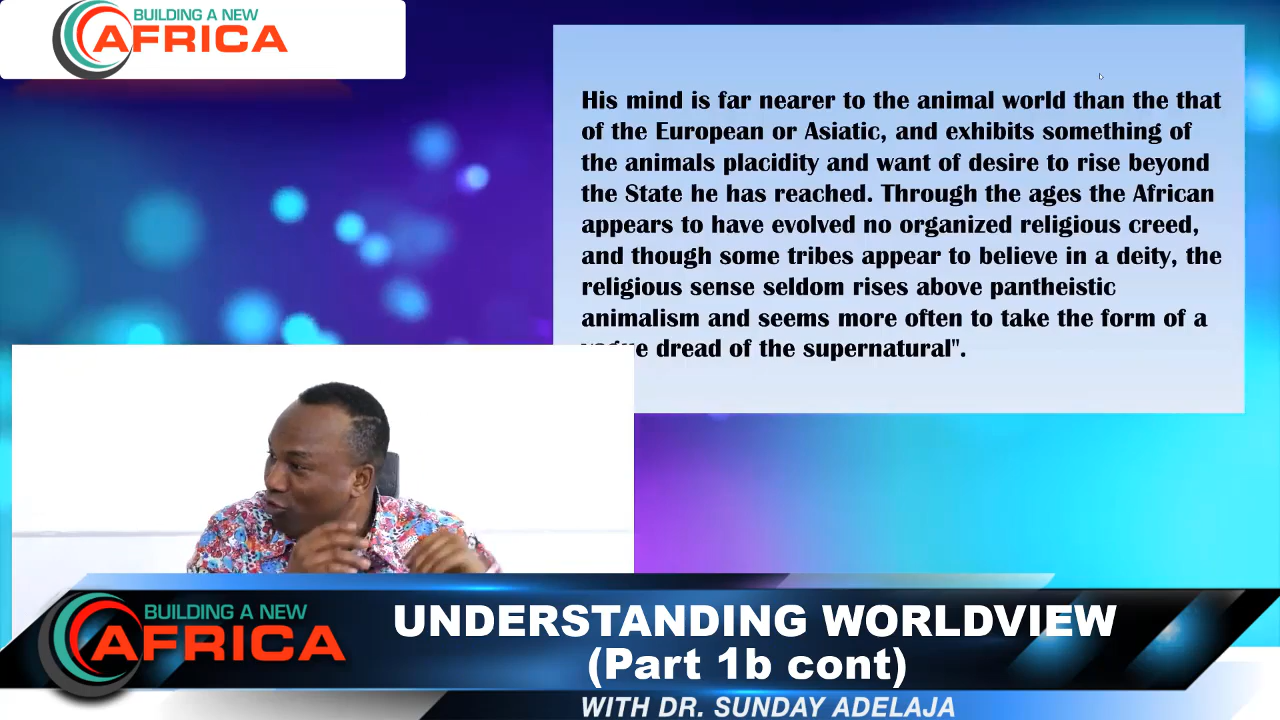 BUILDING A NEW
AFRICA
His mind is far nearer to the animal world than the that
of the European or Asiatic, and exhibits something of
the animals placidity and want of desire to rise beyond
the State he has reached. Through the ages the African
appears to have evolved no organized religious creed,
and though some tribes appear to believe in a deity, the
religious sense seldom rises above pantheistic
animalism and seems more often to take the form of a
dread of the supernatural".
BUILDING A NEW
AFRICA
UNDERSTANDING WORLDVIEW
(Part 1b cont)
WITH DR. SUNDAY ADELAJA